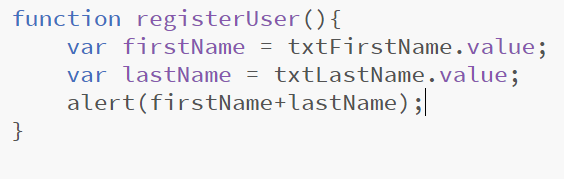 function registerUser(){
    var firstName = txtFirstName.value;
    var lastName = txtLastName.value;
    alert(firstName+lastName);
}